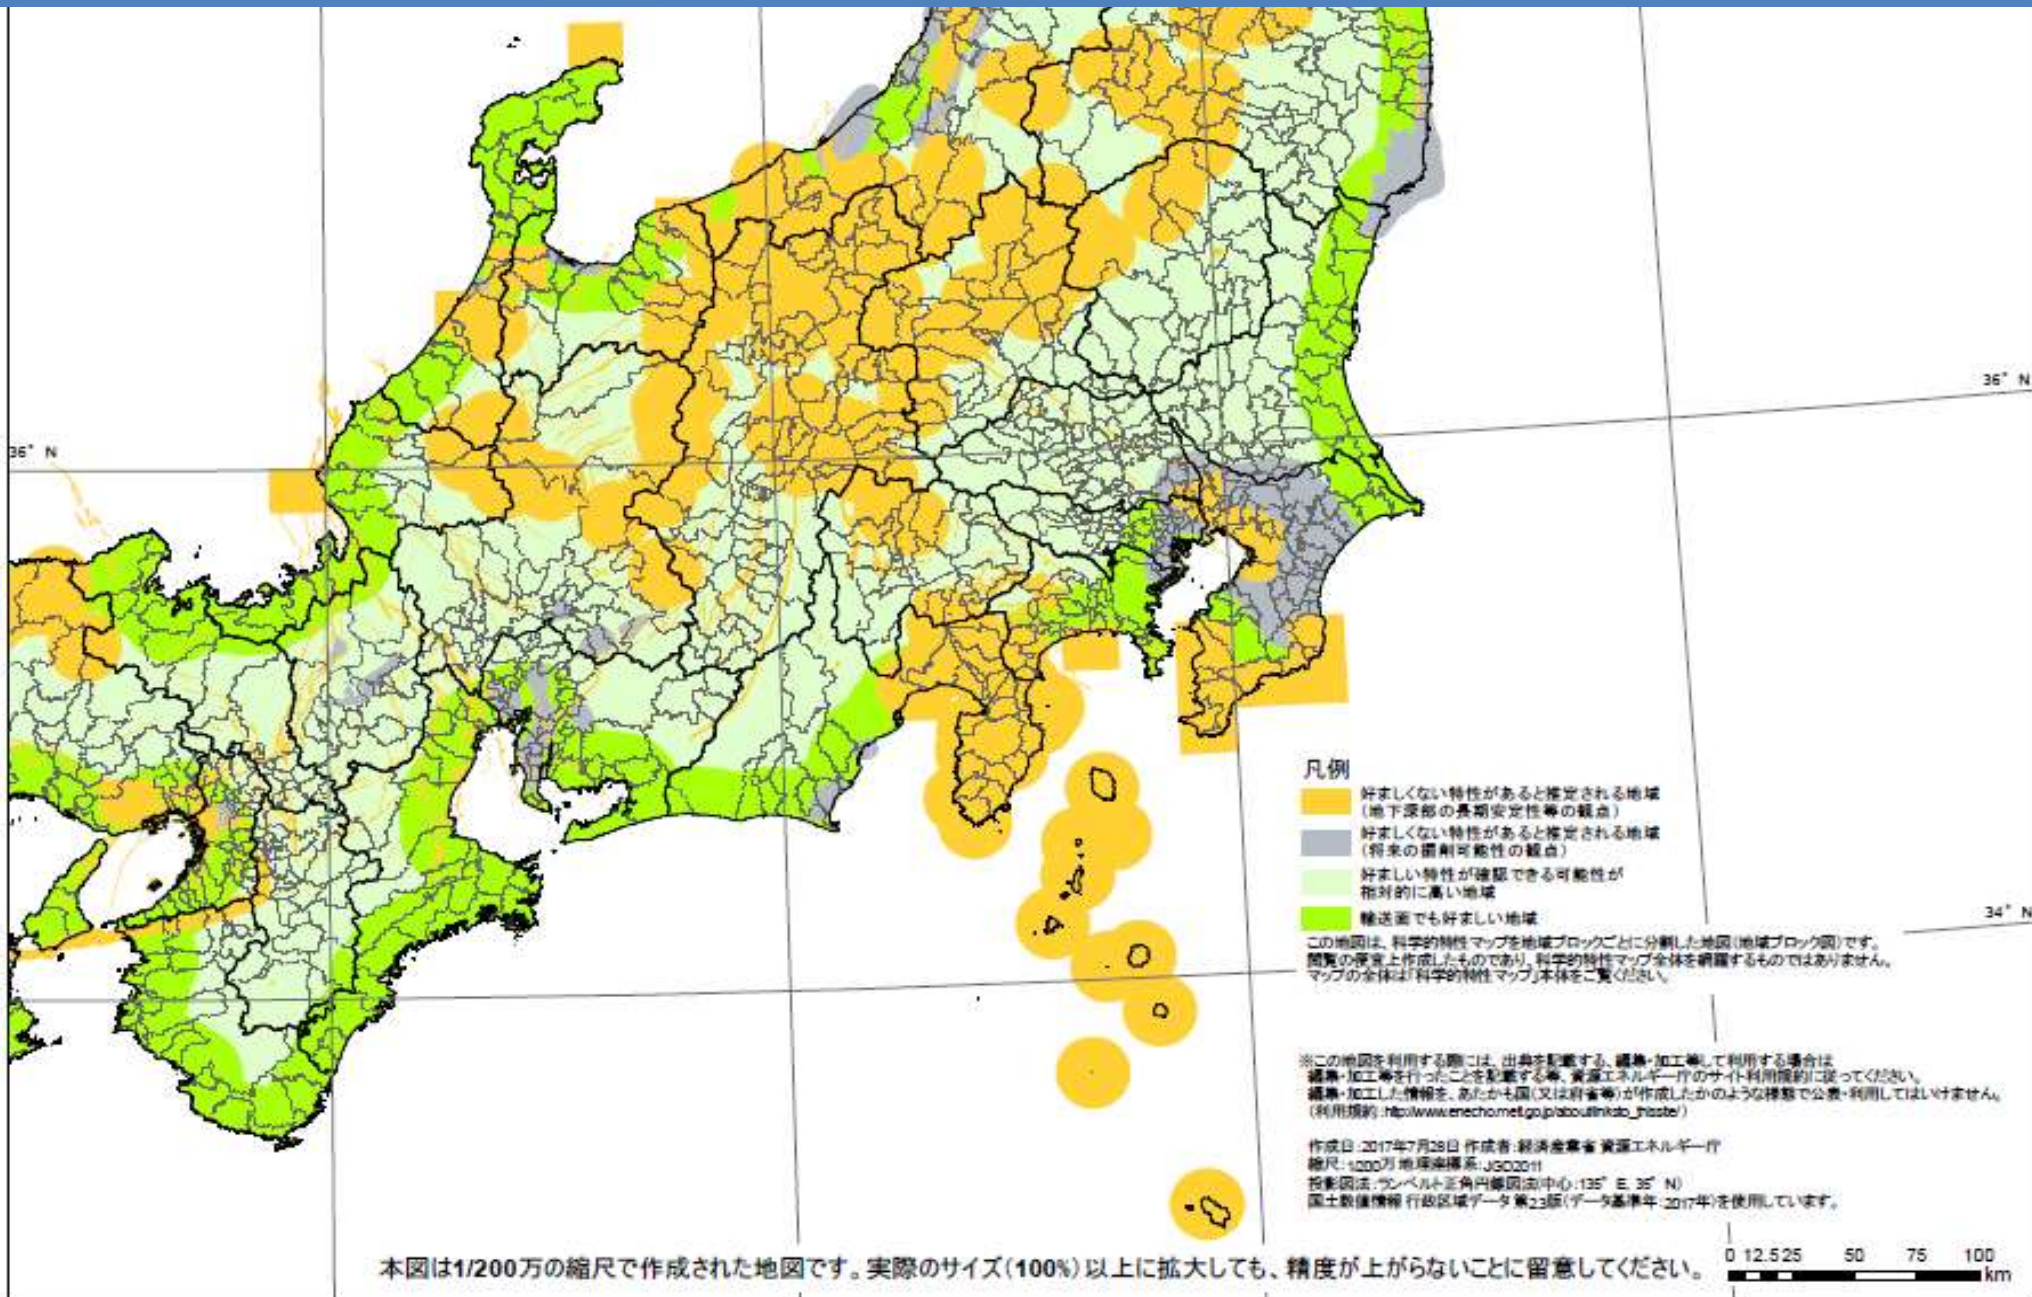 36° N
36° N
凡例
好ましくない特性があると推定される地域
(地下深部の長期安定性等の観点)
好ましくない特性があると推定される地域
(将来の掘削可能性の観点)
好ましい特性が確認できる可能性が
相対的に高い地域
輸送面でも好ましい地域
34° N
この地図は、科学的特性マップを地域ブロックごとに分割した地図(地域ブロック図)です。
閲覧の便宜上作成したものであり、科学的特性マップ全体を網羅するものではありません。
マップの全体は「科学的特性マップ」本体をご覧ください。
※この地図を利用する際には、出典を記載する、編集・加工等して利用する場合は
編集・加工等を行ったことを記載する等、資源エネルギー庁のサイト利用規約に従ってください。
編集・加工した情報を、あたかも国(又は府省等)が作成したかのような様態で公表・利用してはいけません。
(利用規約:
作成日:2017年7月28日 作成者:経済産業省 資源エネルギー庁
縮尺:1/200万 地理座標系:JGD2011
投影図法:ランベルト正角円錐図法(中心:135° E, 35° N)
国土数値情報 行政区域データ 第2.3版(データ基準年:2017年)を使用しています。
本図は1/200万の縮尺で作成された地図です。実際のサイズ(100%)以上に拡大しても、精度が上がらないことに留意してください。
0 12.525 50 75 100
km